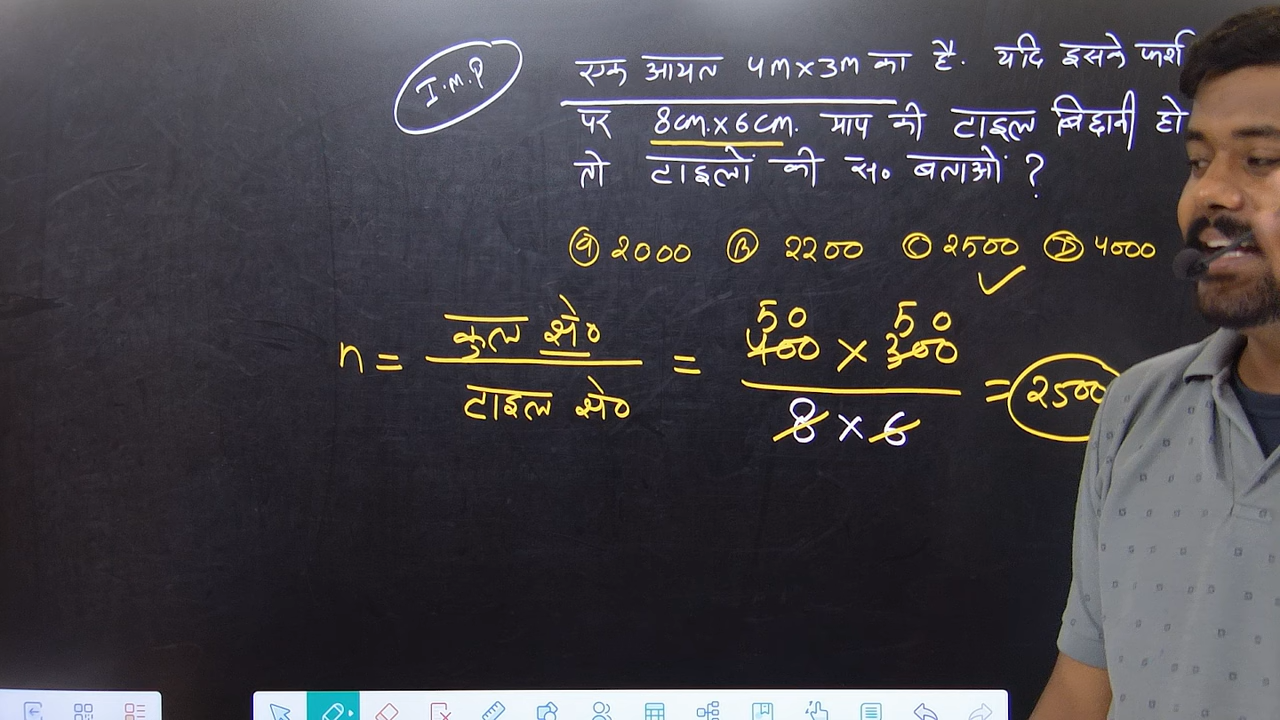 I.M.P
एक आयत 4m×3m का है. यदि इसके फर्श
पर 8cm.×6cm. माप की टाइल बिछानी हो
तो टाइलों की स० बताओं ?
(A) 2000 (B) 2200 (C) 2500 (D) 4000
n = कुल क्षे० / टाइल क्षे० = 400 × 300 / 8 × 6 = 2500
50 50